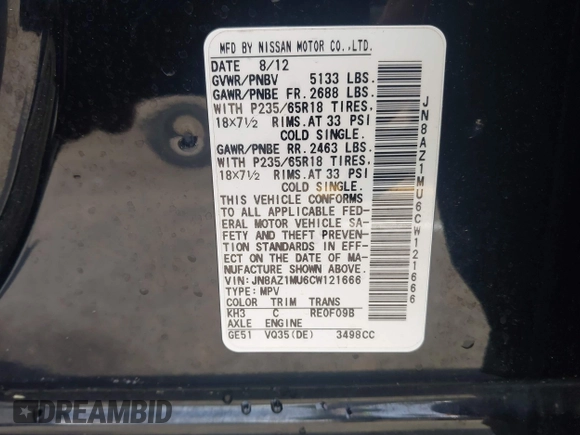 MFD BY NISSAN MOTOR CO.,LTD.
DATE 8/12
GVWR/PNBV 5133 LBS.
GAWR/PNBE FR. 2688 LBS.
WITH P235/65R18 TIRES.
18X7½ RIMS. AT 33 PSI
COLD SINGLE.
GAWR/PNBE RR. 2463 LBS.
WITH P235/65R18 TIRES.
18X7½ RIMS. AT 33 PSI
COLD SINGLE.
THIS VEHICLE CONFORMS
TO ALL APPLICABLE FED-
ERAL MOTOR VEHICLE SA-
FETY AND THEFT PREVEN-
TION STANDARDS IN EFF-
ECT ON THE DATE OF MA-
NUFACTURE SHOWN ABOVE.
VIN: JN8AZ1MU6CW121666
TYPE: MPV
COLOR TRIM TRANS
KH3 C RE0F09B
AXLE ENGINE
GE51 VQ35(DE) 3498CC
JN8AZ1MU6CW121666
DREAMBID